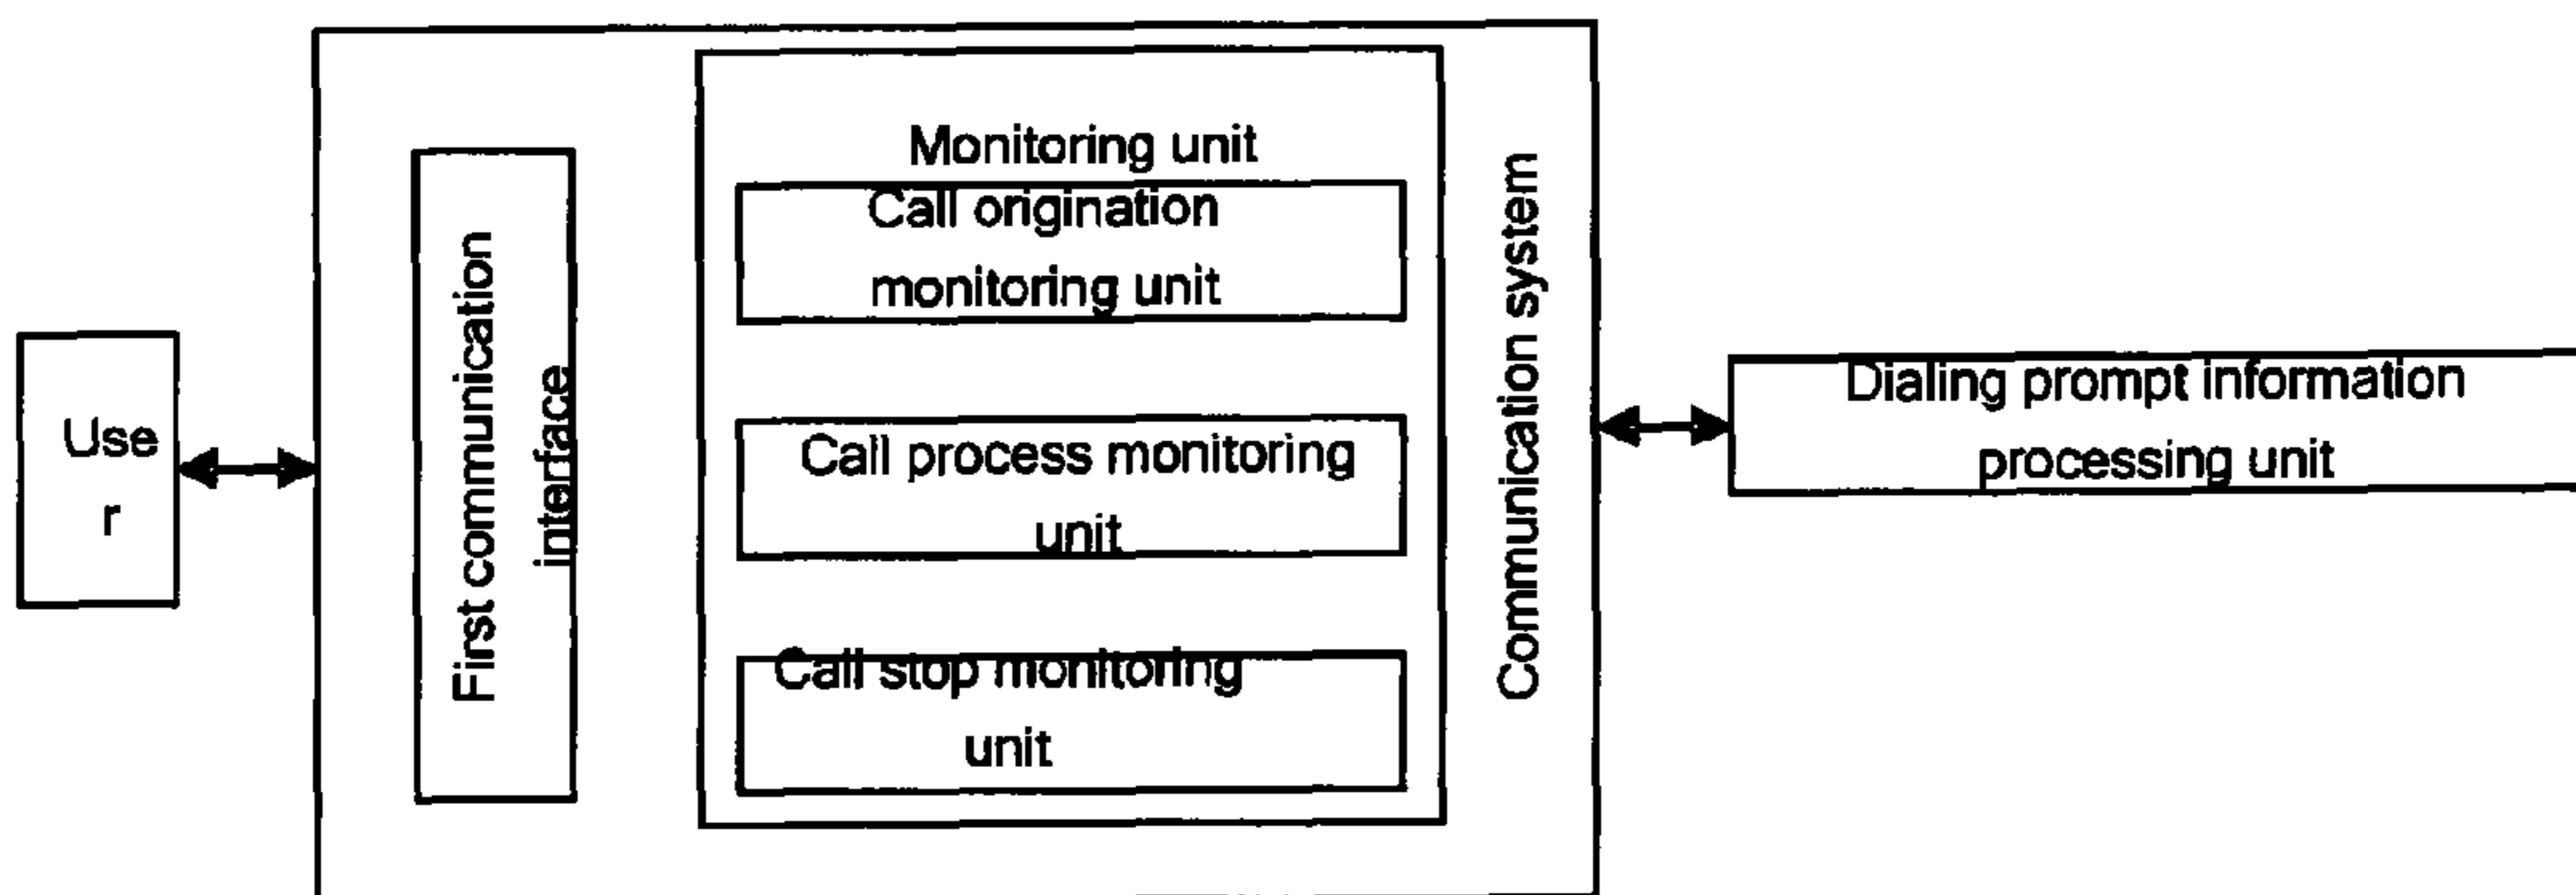 Use
r
First communication
interface
Monitoring unit
Call origination
monitoring unit
Call process monitoring
unit
Call stop monitoring
unit
Communication system
Dialing prompt information
processing unit